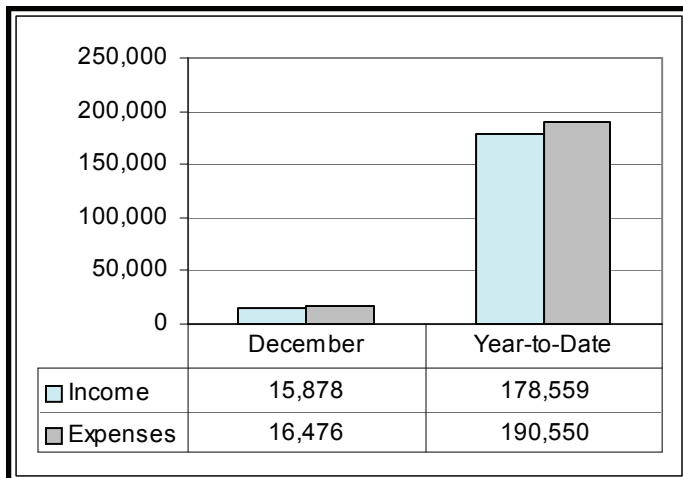 250,000
200,000
150,000
100,000
50,000
0
December Year-to-Date
Income 15,878 178,559
Expenses 16,476 190,550